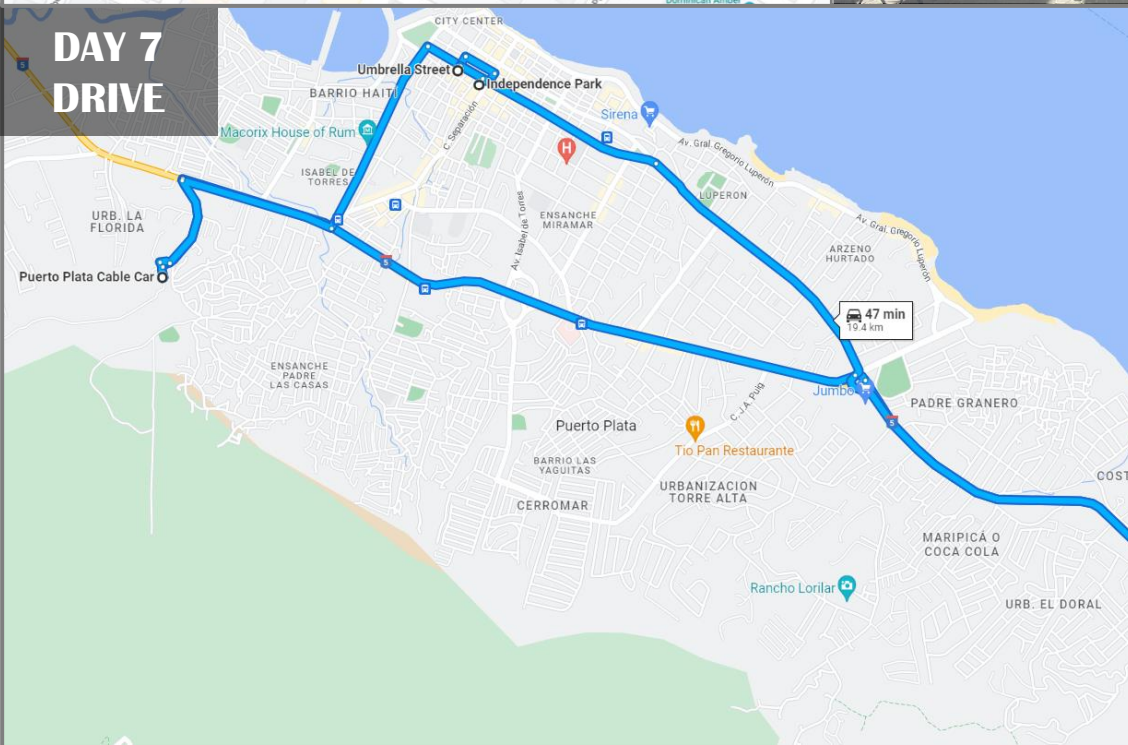 Dominican Amber
DAY 7
DRIVE
5
CITY CENTER
Umbrella Street
Independence Park
BARRIO HAITÍ
Sirena
Macorix House of Rum
C. Separación
H
Av. Gral. Gregorio Luperón
ISABEL DE
TORRES
LUPERON
URB. LA
FLORIDA
Av. Isabel de Torres
ENSANCHE
MIRAMAR
Av. Gral. Gregorio Luperón
ARZENO
HURTADO
5
Puerto Plata Cable Car
47 min
19.4 km
ENSANCHE
PADRE
LAS CASAS
Jumbo
C. J.A. Puig
PADRE GRANERO
5
Puerto Plata
Tio Pan Restaurante
BARRIO LAS
YAGUITAS
COST
URBANIZACION
TORRE ALTA
CERROMAR
MARIPICÁ O
COCA COLA
Rancho Lorilar
URB. EL DORAL